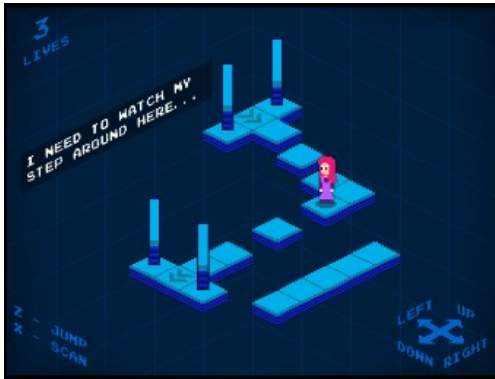 3
LIVES
I NEED TO WATCH MY
STEP AROUND HERE...
Z - JUMP
X - SCAN
LEFT UP
DOWN RIGHT